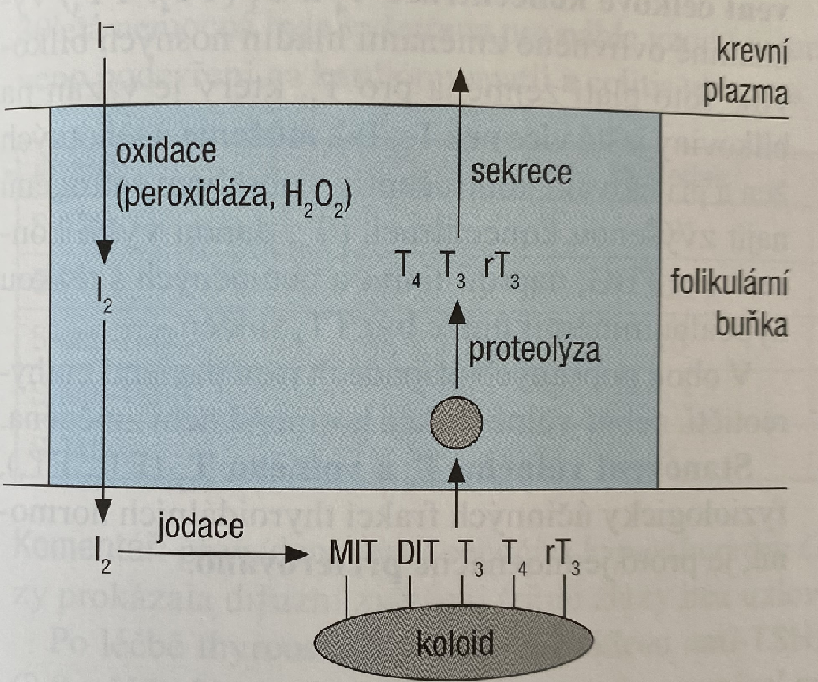 I⁻
krevní
plazma
oxidace
(peroxidáza, H₂O₂)
sekrece
T₄ T₃ rT₃
I₂
folikulární
buňka
proteolýza
jodace
I₂
MIT DIT T₃ T₄ rT₃
koloid